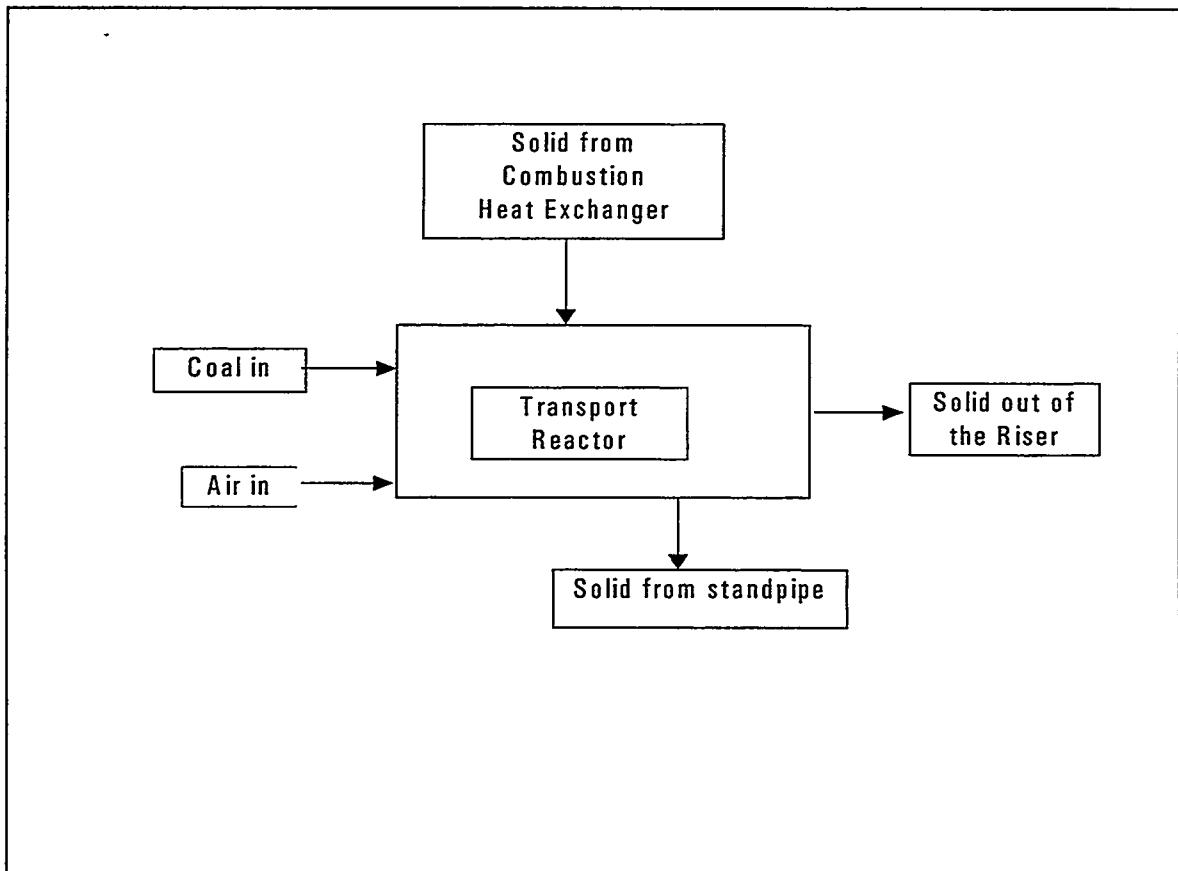 Solid from
Combustion
Heat Exchanger
Coal in
Transport
Reactor
Solid out of
the Riser
Air in
Solid from standpipe